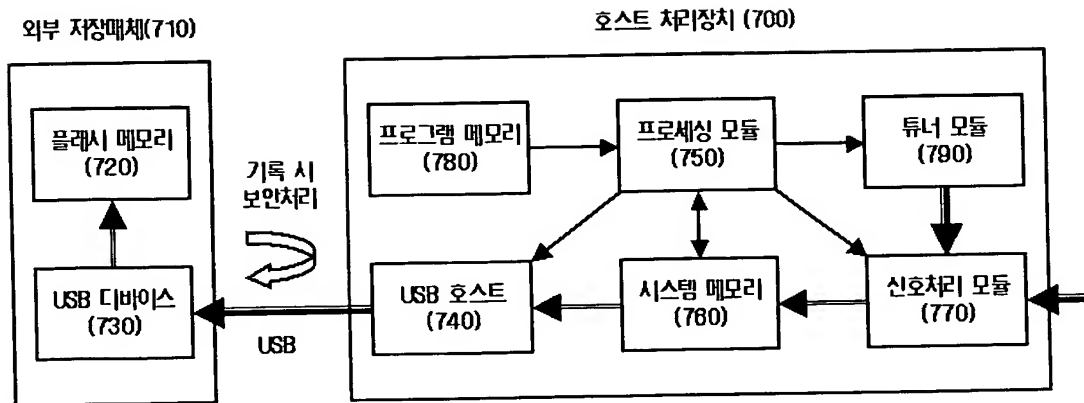 외부 저장매체(710)
호스트 처리장치 (700)
플래시 메모리
(720)
기록 시
보안처리
프로그램 메모리
(780)
프로세싱 모듈
(750)
튜너 모듈
(790)
USB 디바이스
(730)
USB
USB 호스트
(740)
시스템 메모리
(760)
신호처리 모듈
(770)